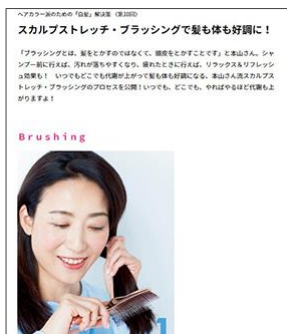 ヘアカラー派のための「白髪」解決策 （第10回）
スカルプストレッチ・ブラッシングで髪も体も好調に！
「ブラッシングとは、髪をとかすのではなくて、頭皮をとかすことです」と本山さん。シャ
ンプー前に行えば、汚れが落ちやすくなり、疲れたときに行えば、リラックス＆リフレッシ
ュ効果も！ いつでもどこでも代謝が上がって髪も体も好調になる、本山さん流スカルプス
トレッチ・ブラッシングのプロセスを公開！いつでも、どこでも、やればやるほど代謝も上
がりますよ！
Brushing
1